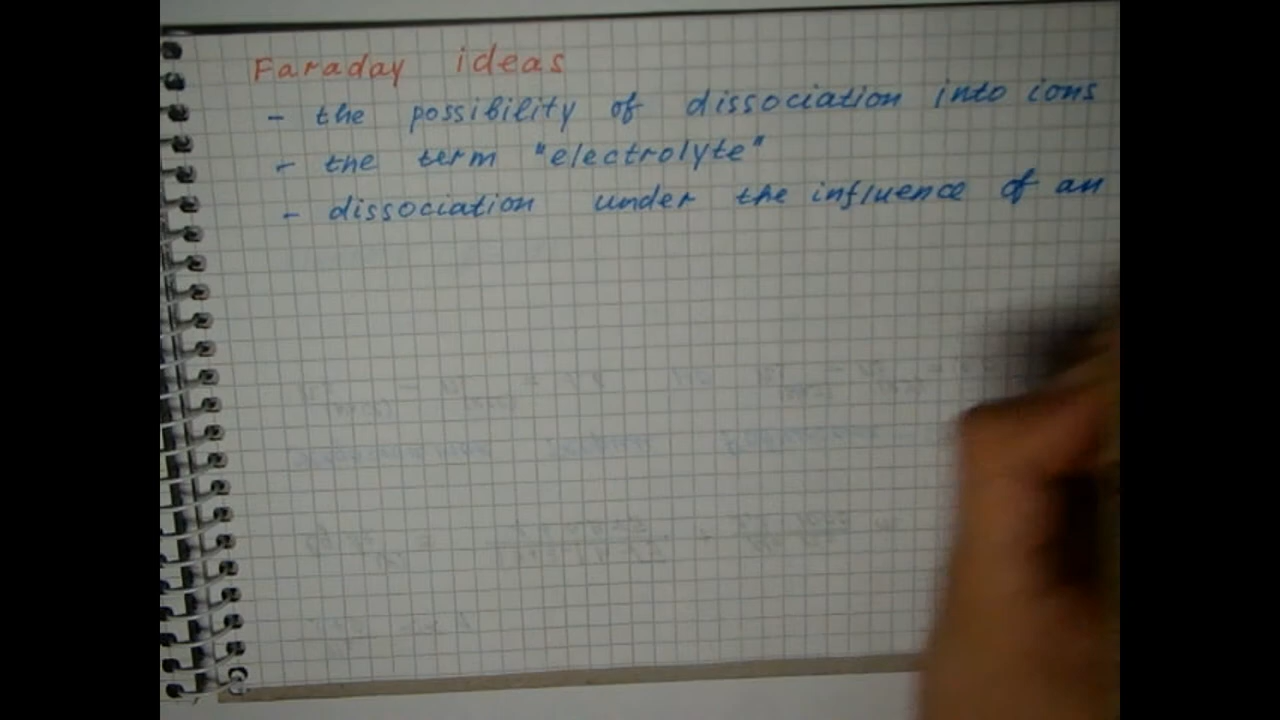 Faraday ideas
- the possibility of dissociation into ions
- the term "electrolyte"
- dissociation under the influence of an